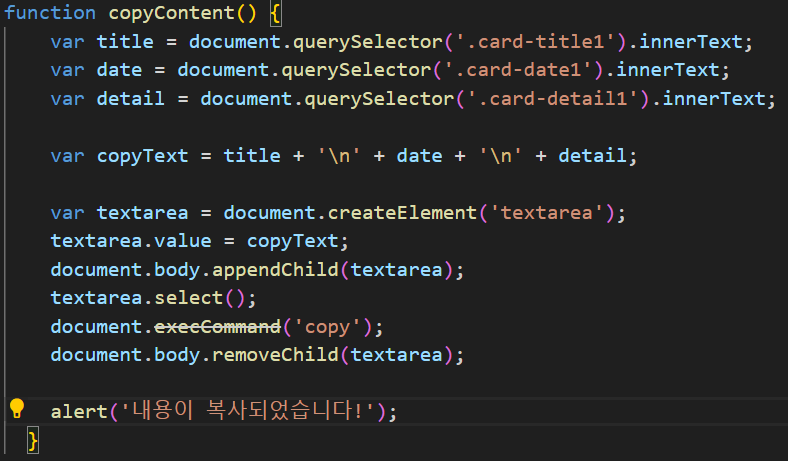 function copyContent() {
var title = document.querySelector('.card-title1').innerText;
var date = document.querySelector('.card-date1').innerText;
var detail = document.querySelector('.card-detail1').innerText;
var copyText = title + '\n' + date + '\n' + detail;
var textarea = document.createElement('textarea');
textarea.value = copyText;
document.body.appendChild(textarea);
textarea.select();
document.execCommand('copy');
document.body.removeChild(textarea);
alert('내용이 복사되었습니다!');
}